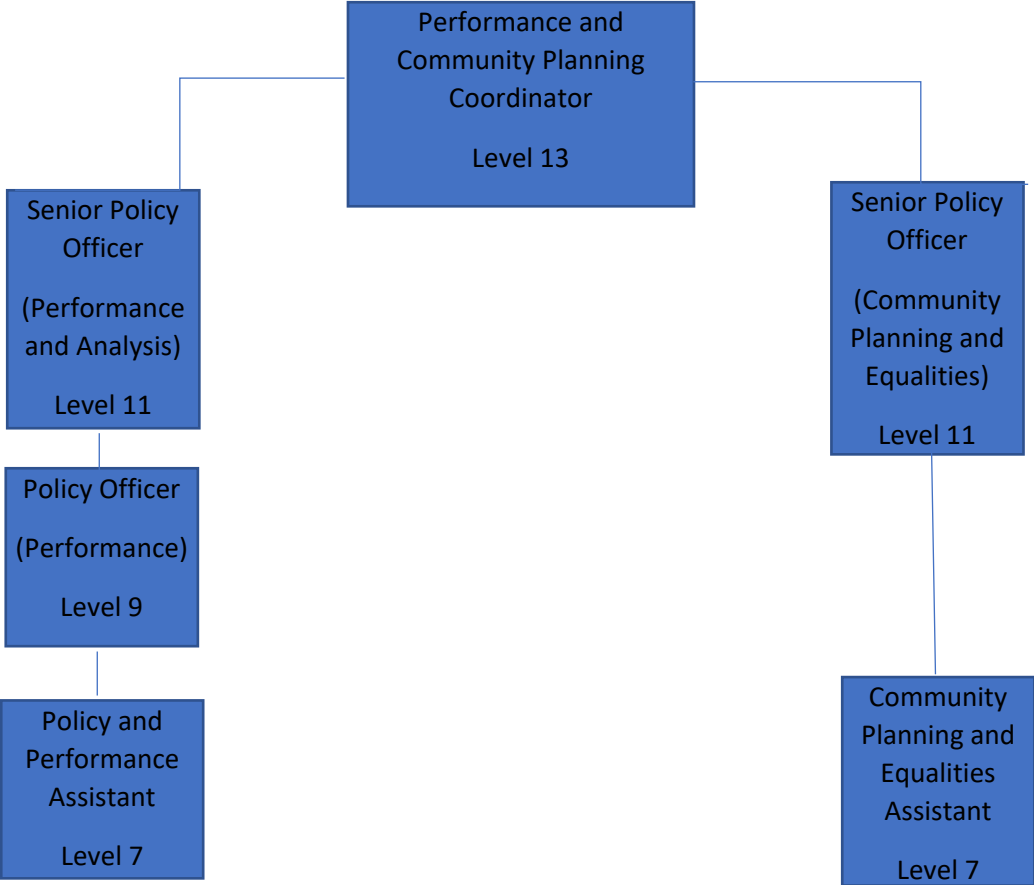 Performance and
Community Planning
Coordinator
Level 13
Senior Policy
Officer
(Performance
and Analysis)
Level 11
Policy Officer
(Performance)
Level 9
Policy and
Performance
Assistant
Level 7
Senior Policy
Officer
(Community
Planning and
Equalities)
Level 11
Community
Planning and
Equalities
Assistant
Level 7